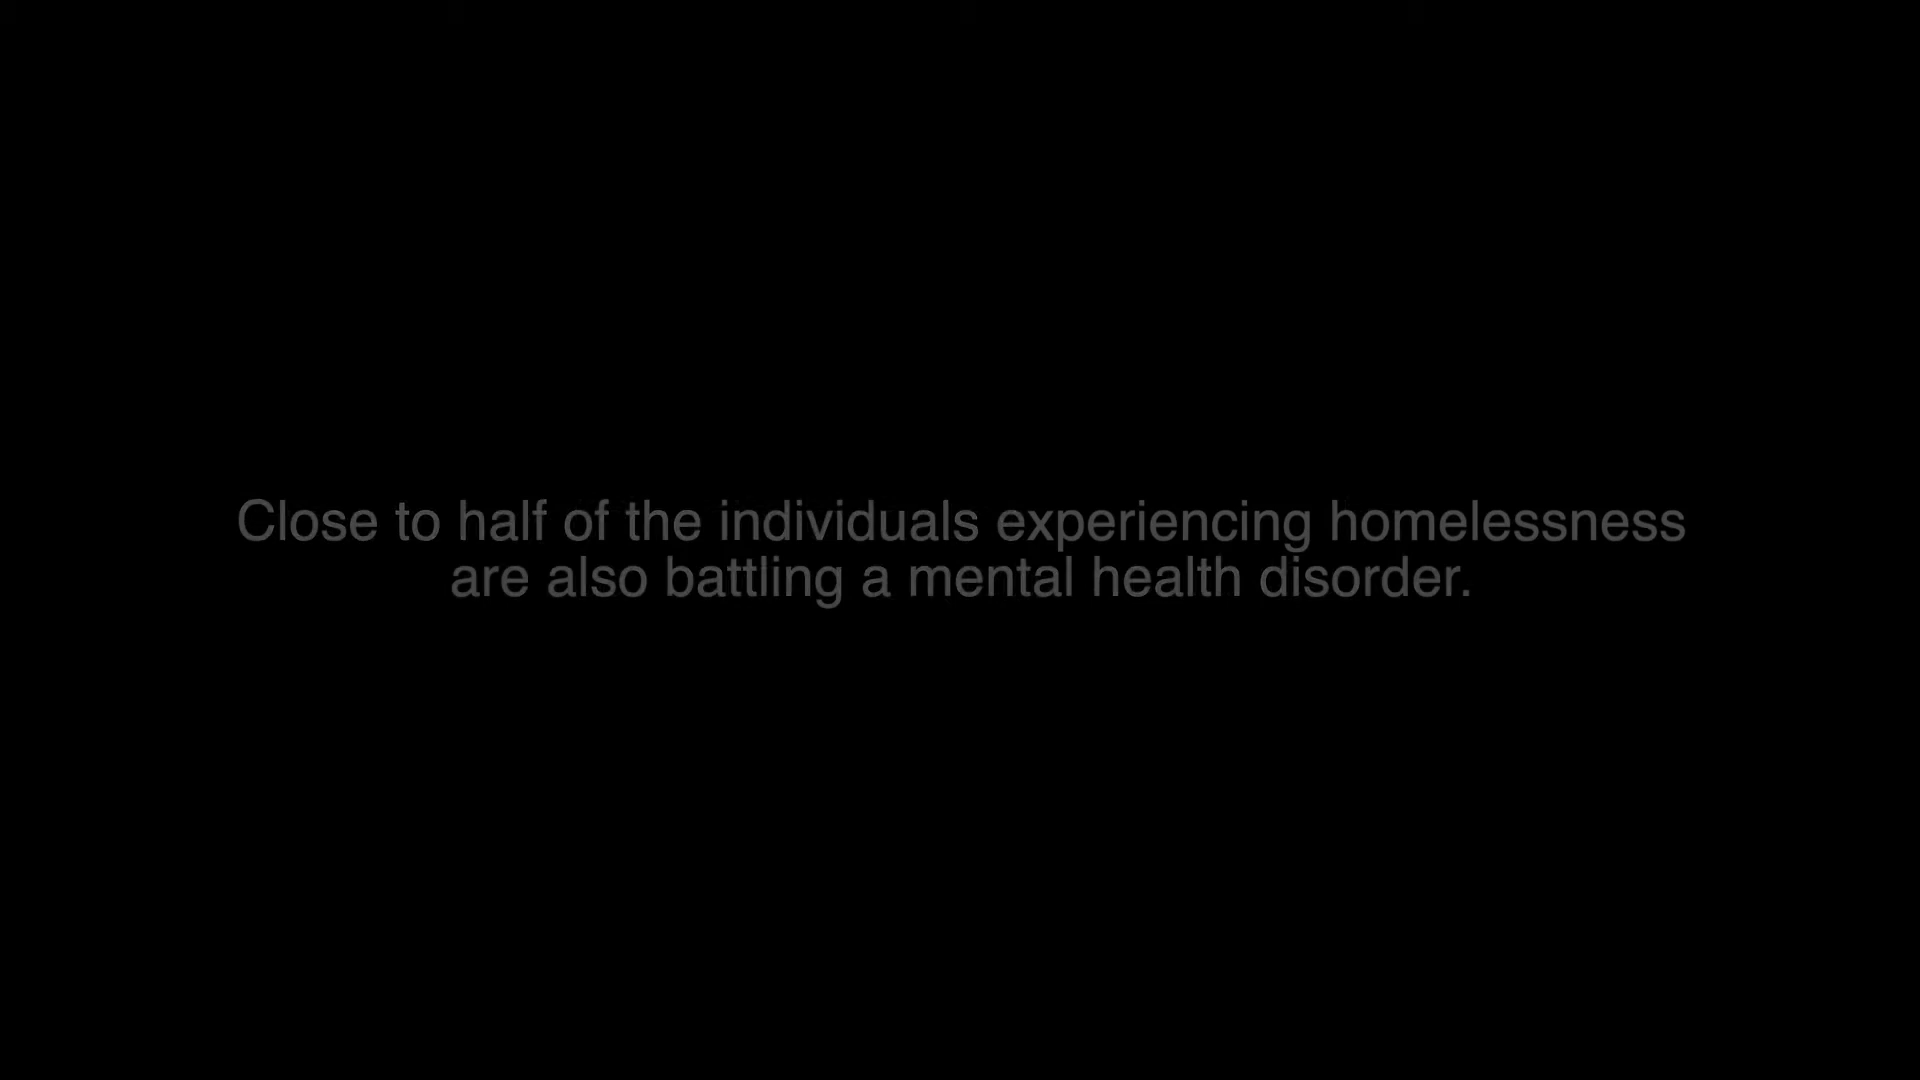 Close to half of the individuals experiencing homelessness
are also battling a mental health disorder.